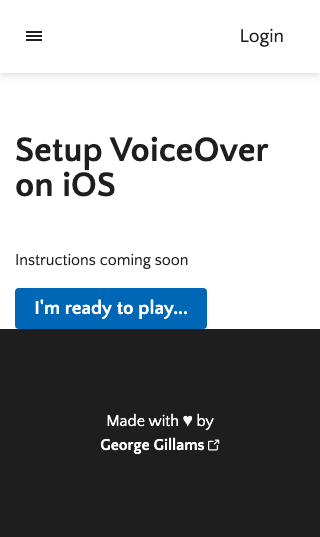 Login
Setup VoiceOver
on iOS
Instructions coming soon
I'm ready to play...
Made with ♥ by
George Gillams